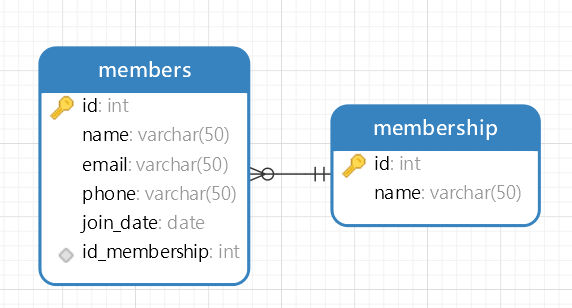 members
id: int
name: varchar(50)
email: varchar(50)
phone: varchar(50)
join_date: date
id_membership: int
membership
id: int
name: varchar(50)